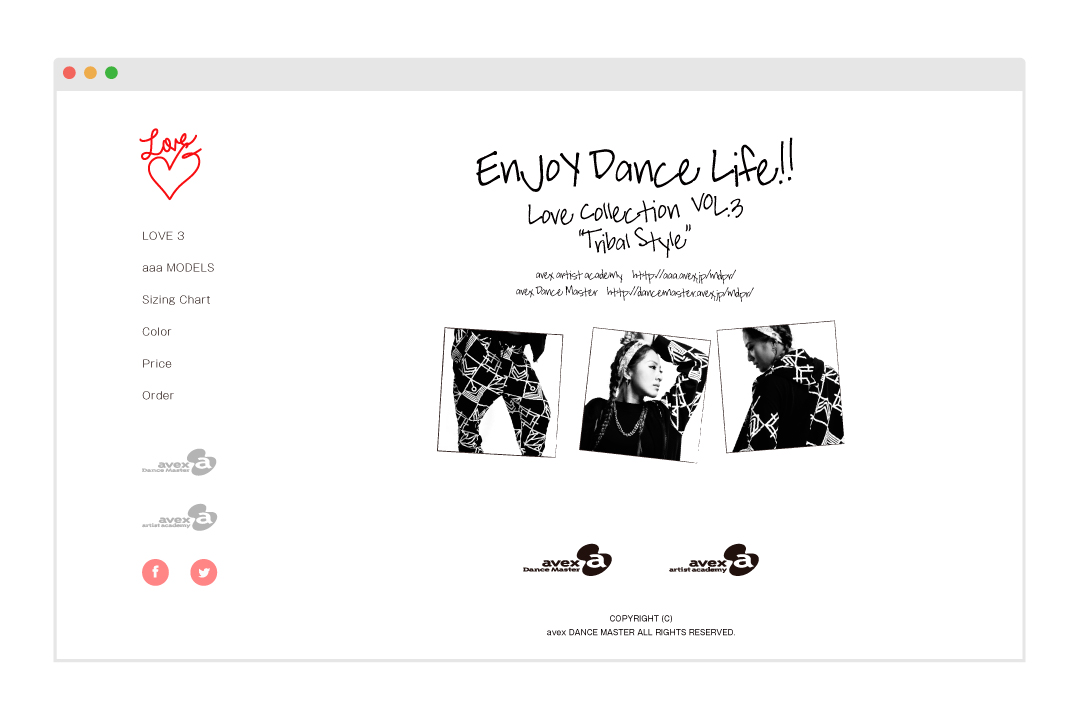 Love
LOVE 3
aaa MODELS
Sizing Chart
Color
Price
Order
avex a
Dance Master
avex a
artist academy
f
Enjoy Dance Life!!
Love Collection VOL.3
"Tribal Style"
avex artist academy http://aaa.avex.jp/mdpr/
avex Dance Master http://dancemaster.avex.jp/mdpr/
avex a
Dance Master
avex a
artist academy
COPYRIGHT (C)
avex DANCE MASTER ALL RIGHTS RESERVED.